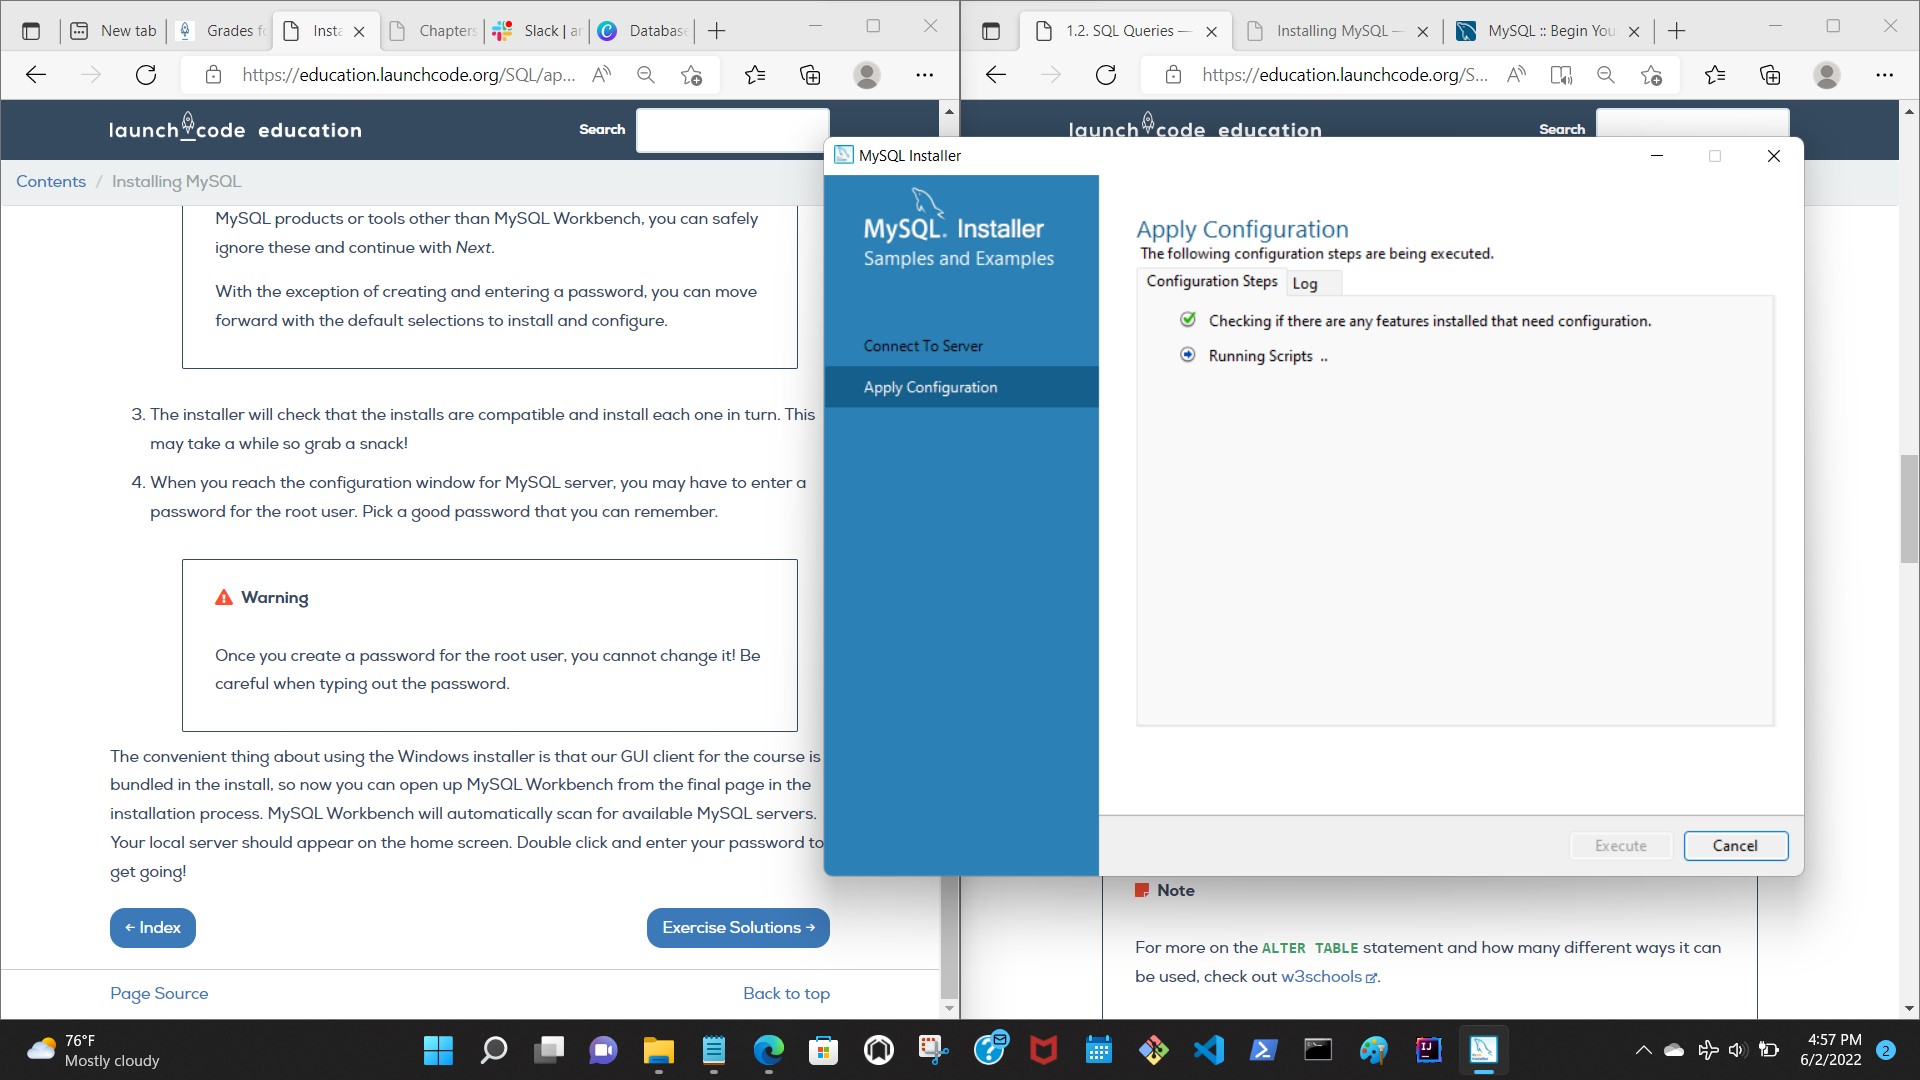 New tab
Grades fo
Insta
Chapters
Slack | ar
Database
https://education.launchcode.org/SQL/ap...
launch_code education
Search
Contents / Installing MySQL
MySQL products or tools other than MySQL Workbench, you can safely
ignore these and continue with Next.
With the exception of creating and entering a password, you can move
forward with the default selections to install and configure.
3. The installer will check that the installs are compatible and install each one in turn. This
may take a while so grab a snack!
4. When you reach the configuration window for MySQL server, you may have to enter a
password for the root user. Pick a good password that you can remember.
Warning
Once you create a password for the root user, you cannot change it! Be
careful when typing out the password.
The convenient thing about using the Windows installer is that our GUI client for the course is
bundled in the install, so now you can open up MySQL Workbench from the final page in the
installation process. MySQL Workbench will automatically scan for available MySQL servers.
Your local server should appear on the home screen. Double click and enter your password to
get going!
← Index
Exercise Solutions →
Page Source
Back to top
1.2. SQL Queries —
Installing MySQL —
MySQL :: Begin You
https://education.launchcode.org/S...
launch_code education
Search
MySQL Installer
MySQL. Installer
Samples and Examples
Connect To Server
Apply Configuration
Apply Configuration
The following configuration steps are being executed.
Configuration Steps
Log
Checking if there are any features installed that need configuration.
Running Scripts ..
Execute
Cancel
Note
For more on the ALTER TABLE statement and how many different ways it can
be used, check out w3schools.
76°F
Mostly cloudy
4:57 PM
6/2/2022
2